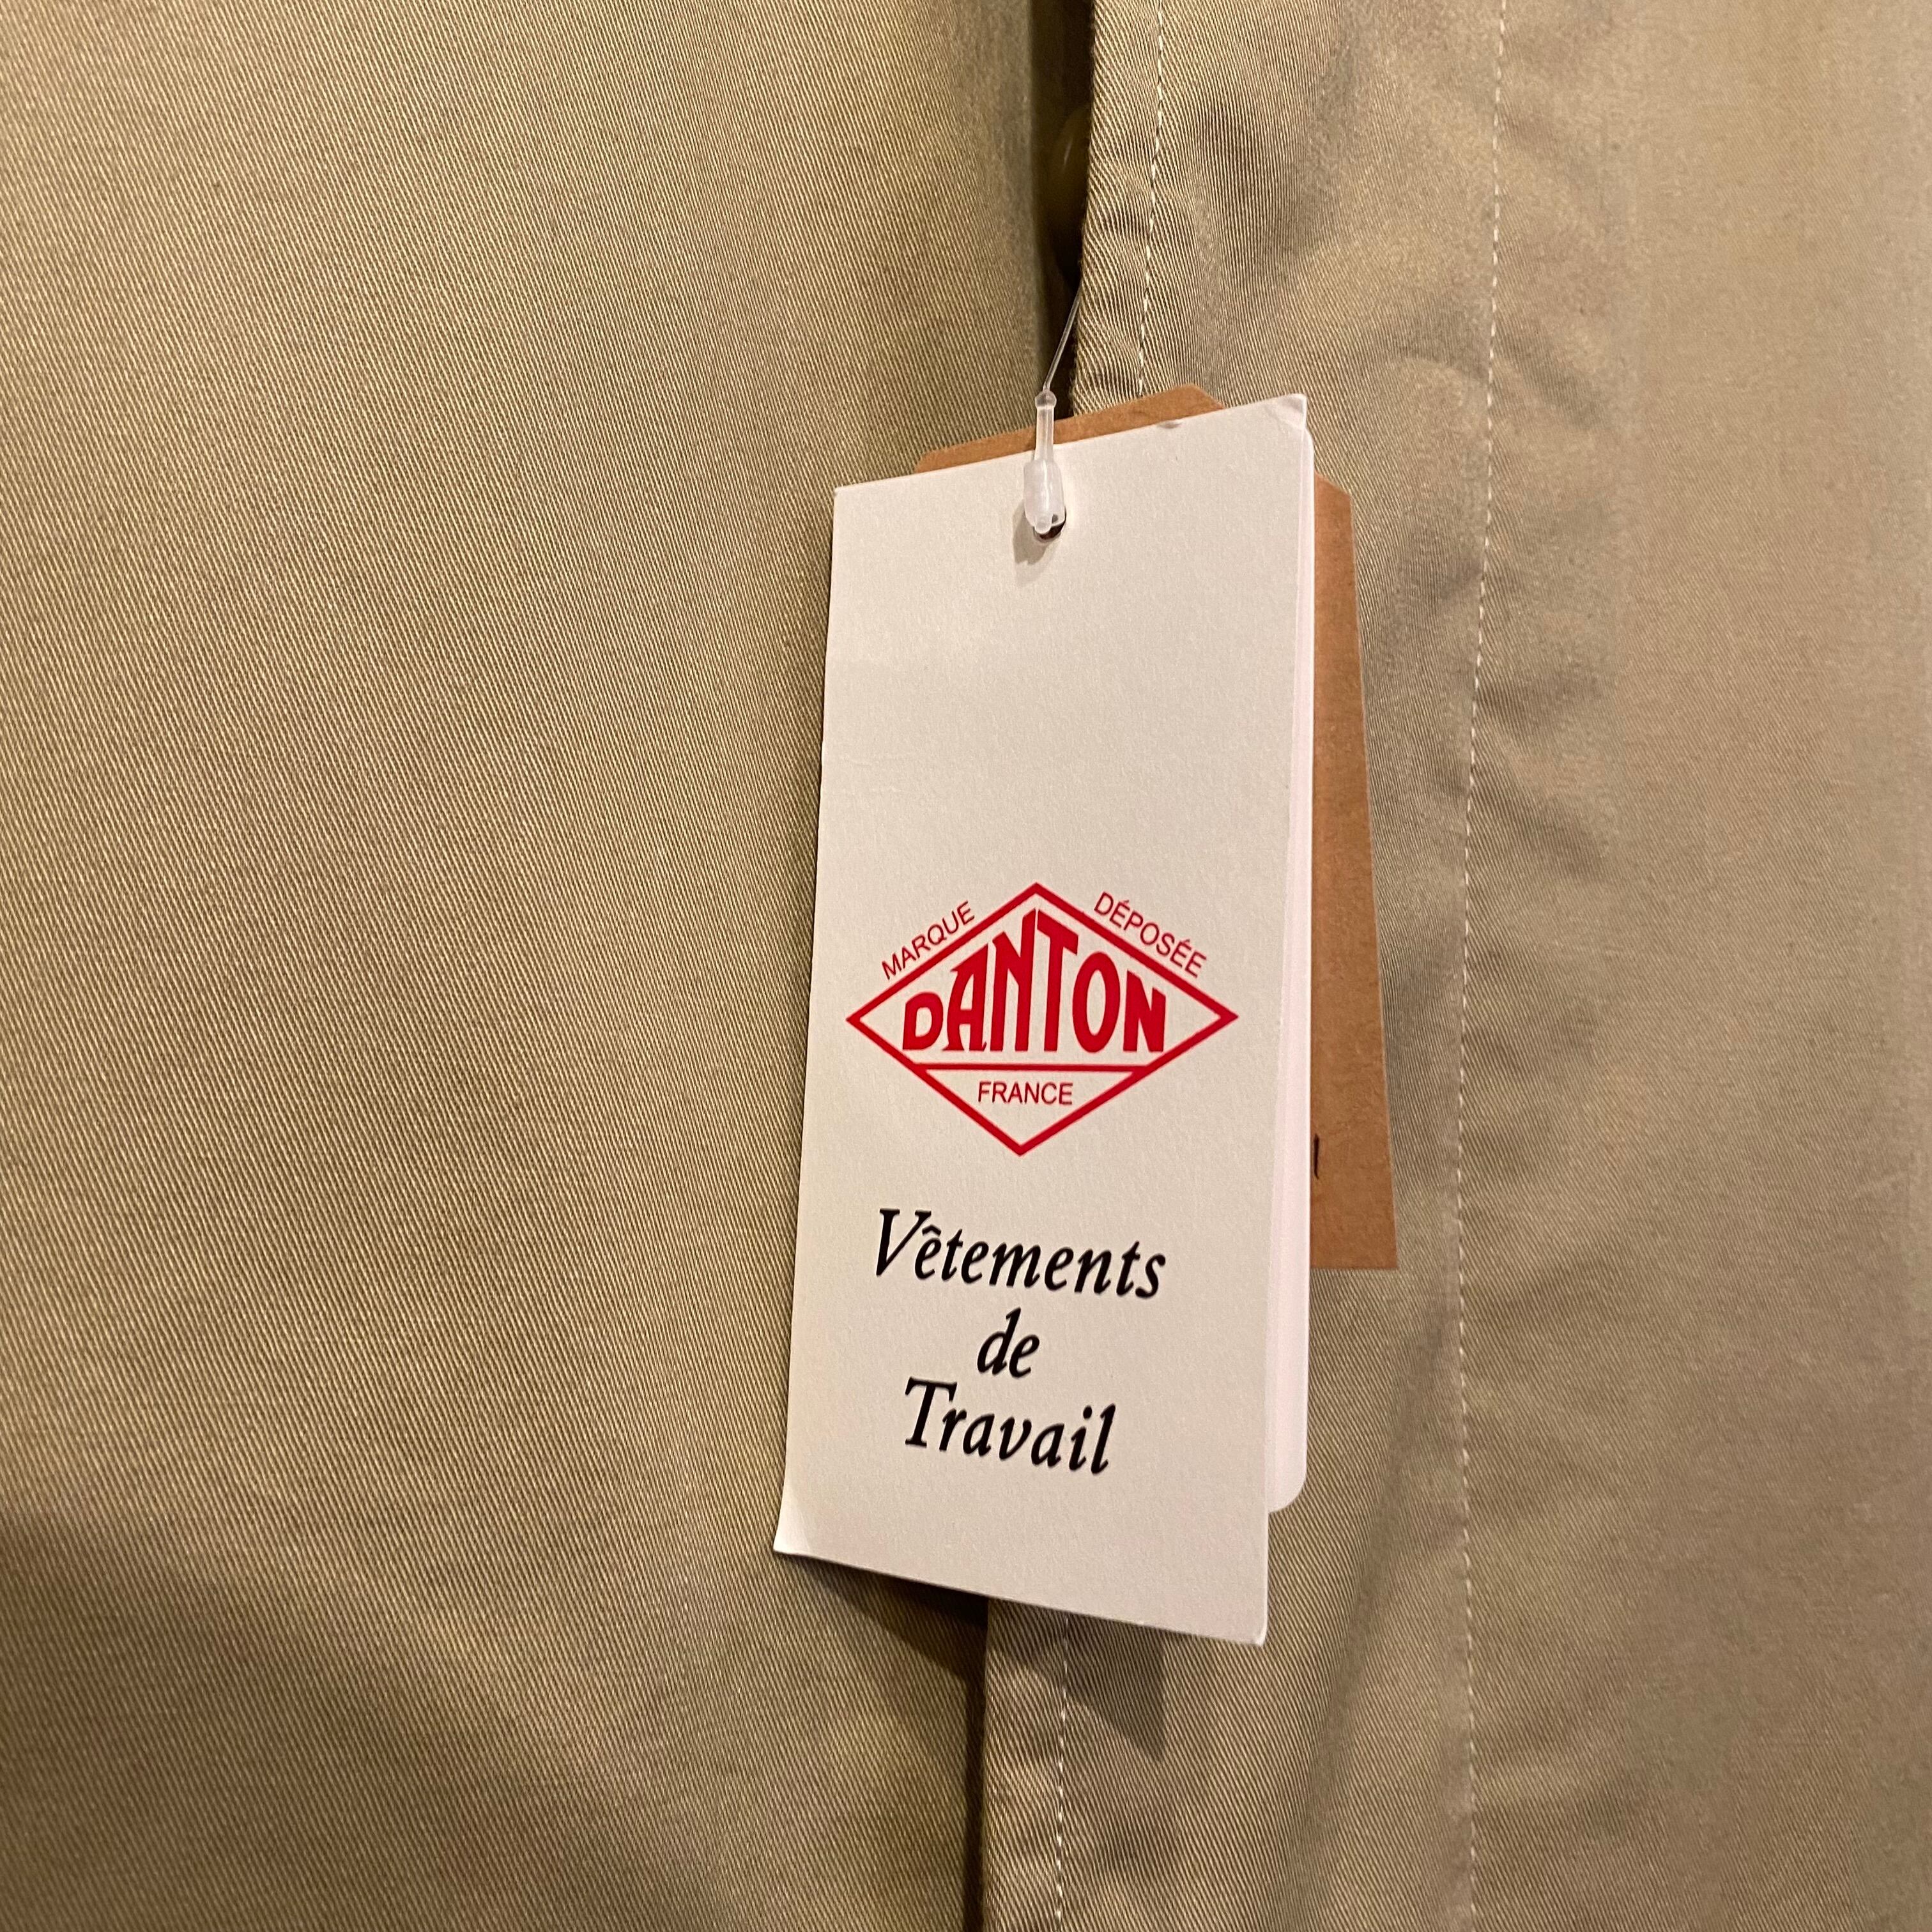 MARQUE DÉPOSÉE
DANTON
FRANCE
Vêtements
de
Travail